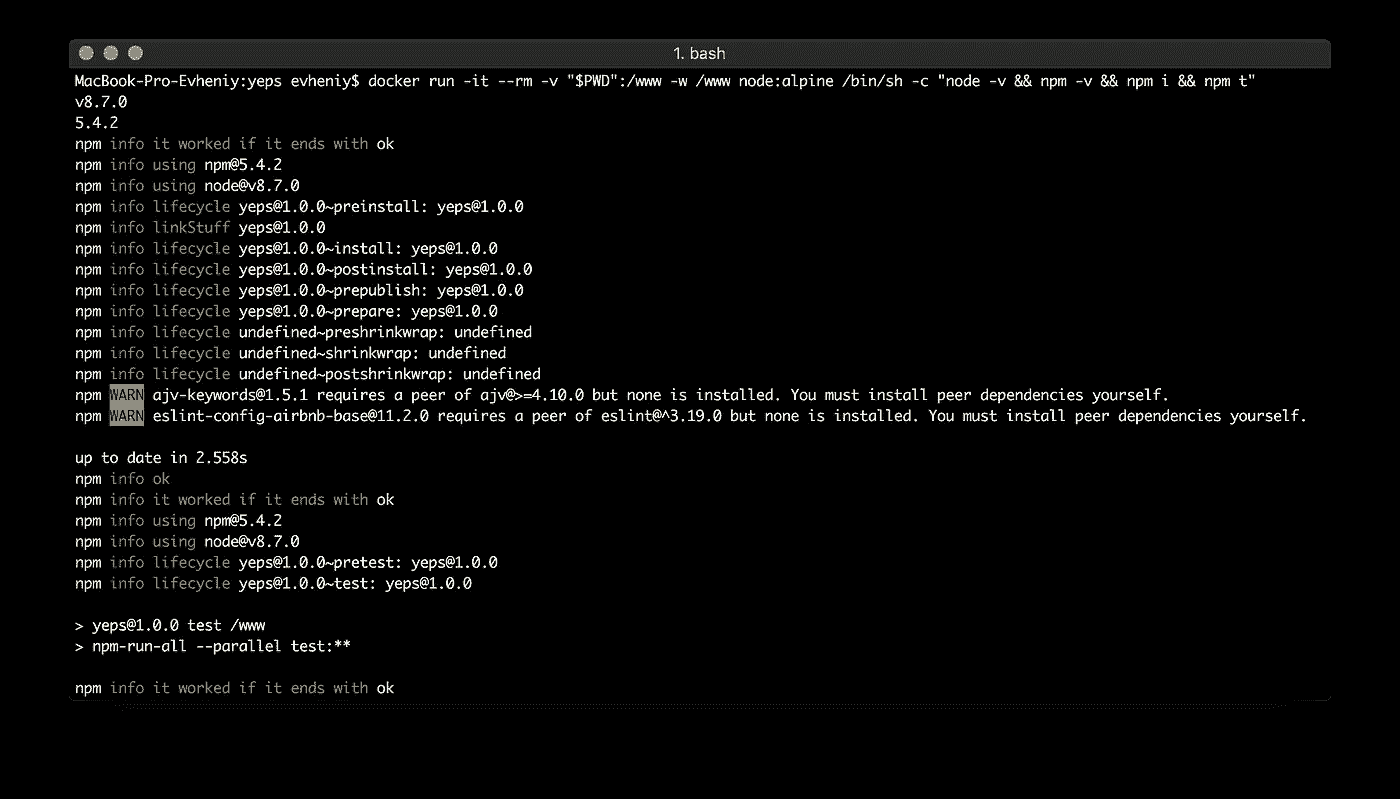 1. bash
MacBook-Pro-Evheniy:yeps evheniy$ docker run -it --rm -v "$PWD":/www -w /www node:alpine /bin/sh -c "node -v && npm -v && npm i && npm t"
v8.7.0
5.4.2
npm info it worked if it ends with ok
npm info using npm@5.4.2
npm info using node@v8.7.0
npm info lifecycle yeps@1.0.0~preinstall: yeps@1.0.0
npm info linkStuff yeps@1.0.0
npm info lifecycle yeps@1.0.0~install: yeps@1.0.0
npm info lifecycle yeps@1.0.0~postinstall: yeps@1.0.0
npm info lifecycle yeps@1.0.0~prepublish: yeps@1.0.0
npm info lifecycle yeps@1.0.0~prepare: yeps@1.0.0
npm info lifecycle undefined~preshrinkwrap: undefined
npm info lifecycle undefined~shrinkwrap: undefined
npm info lifecycle undefined~postshrinkwrap: undefined
npm WARN ajv-keywords@1.5.1 requires a peer of ajv@>=4.10.0 but none is installed. You must install peer dependencies yourself.
npm WARN eslint-config-airbnb-base@11.2.0 requires a peer of eslint@^3.19.0 but none is installed. You must install peer dependencies yourself.
up to date in 2.558s
npm info ok
npm info it worked if it ends with ok
npm info using npm@5.4.2
npm info using node@v8.7.0
npm info lifecycle yeps@1.0.0~pretest: yeps@1.0.0
npm info lifecycle yeps@1.0.0~test: yeps@1.0.0
> yeps@1.0.0 test /www
> npm-run-all --parallel test:**
npm info it worked if it ends with ok